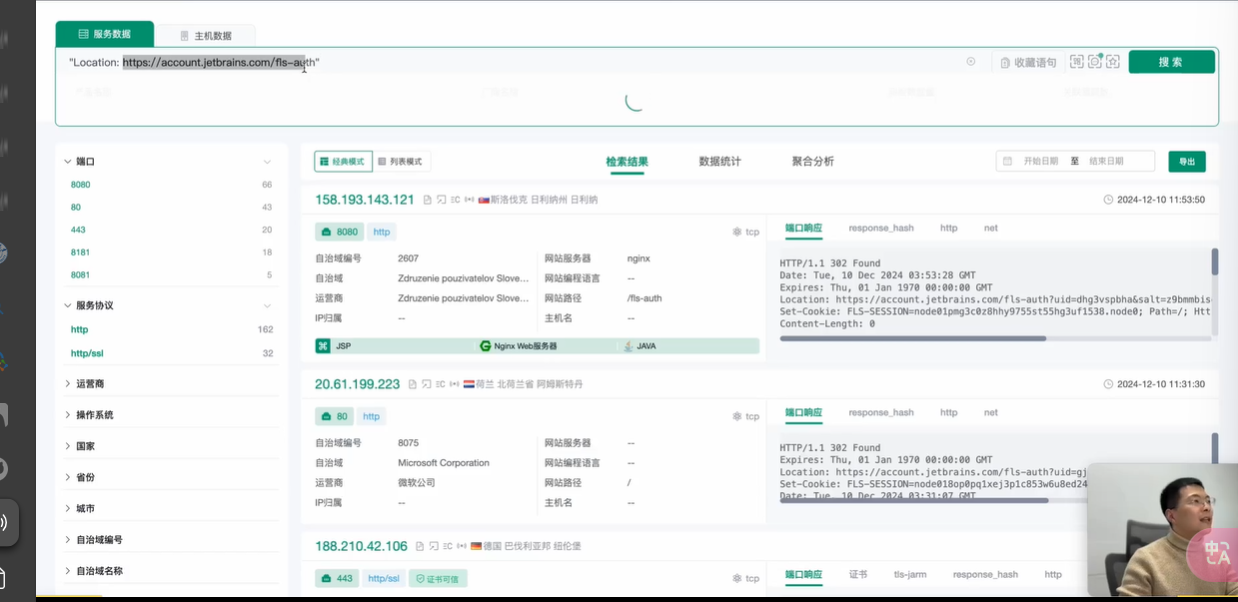 服务数据 主机数据
"Location: https://account.jetbrains.com/fls-auth"
收藏语句 搜索
端口
8080 66
80 43
443 20
8181 18
8081 5
服务协议
http 162
http/ssl 32
运营商
操作系统
国家
省份
城市
自治域编号
自治域名称
经典模式 列表模式 检索结果 数据统计 聚合分析 开始日期 至 结束日期 导出
158.193.143.121 斯洛伐克 日利纳州 日利纳 2024-12-10 11:53:50
8080 http tcp
自治域编号 2607 网站服务器 nginx
自治域 Zdruzenie pouzivatelov Slove... 网站编程语言 --
运营商 Zdruzenie pouzivatelov Slove... 网站路径 /fls-auth
IP归属 -- 主机名 --
JSP Nginx Web服务器 JAVA
端口响应 response_hash http net
HTTP/1.1 302 Found
Date: Tue, 10 Dec 2024 03:53:28 GMT
Expires: Thu, 01 Jan 1970 00:00:00 GMT
Location: https://account.jetbrains.com/fls-auth?uid=dhg3vspbha&salt=z9bmmbis
Set-Cookie: FLS-SESSION=node01pmg3c0z8hhy9755st55hg3uf1538.node0; Path=/; Htt
Content-Length: 0
20.61.199.223 荷兰 北荷兰省 阿姆斯特丹 2024-12-10 11:31:30
80 http tcp
自治域编号 8075 网站服务器 --
自治域 Microsoft Corporation 网站编程语言 --
运营商 微软公司 网站路径 /
IP归属 -- 主机名 --
端口响应 response_hash http net
HTTP/1.1 302 Found
Expires: Thu, 01 Jan 1970 00:00:00 GMT
Location: https://account.jetbrains.com/fls-auth?uid=gj
Set-Cookie: FLS-SESSION=node018op0pq1xej3p1c853w6u8ed24
Date: Tue, 10 Dec 2024 03:31:07 GMT
188.210.42.106 德国 巴伐利亚邦 纽伦堡
443 http/ssl 证书可信 tcp
端口响应 证书 tls-jarm response_hash http
中 A